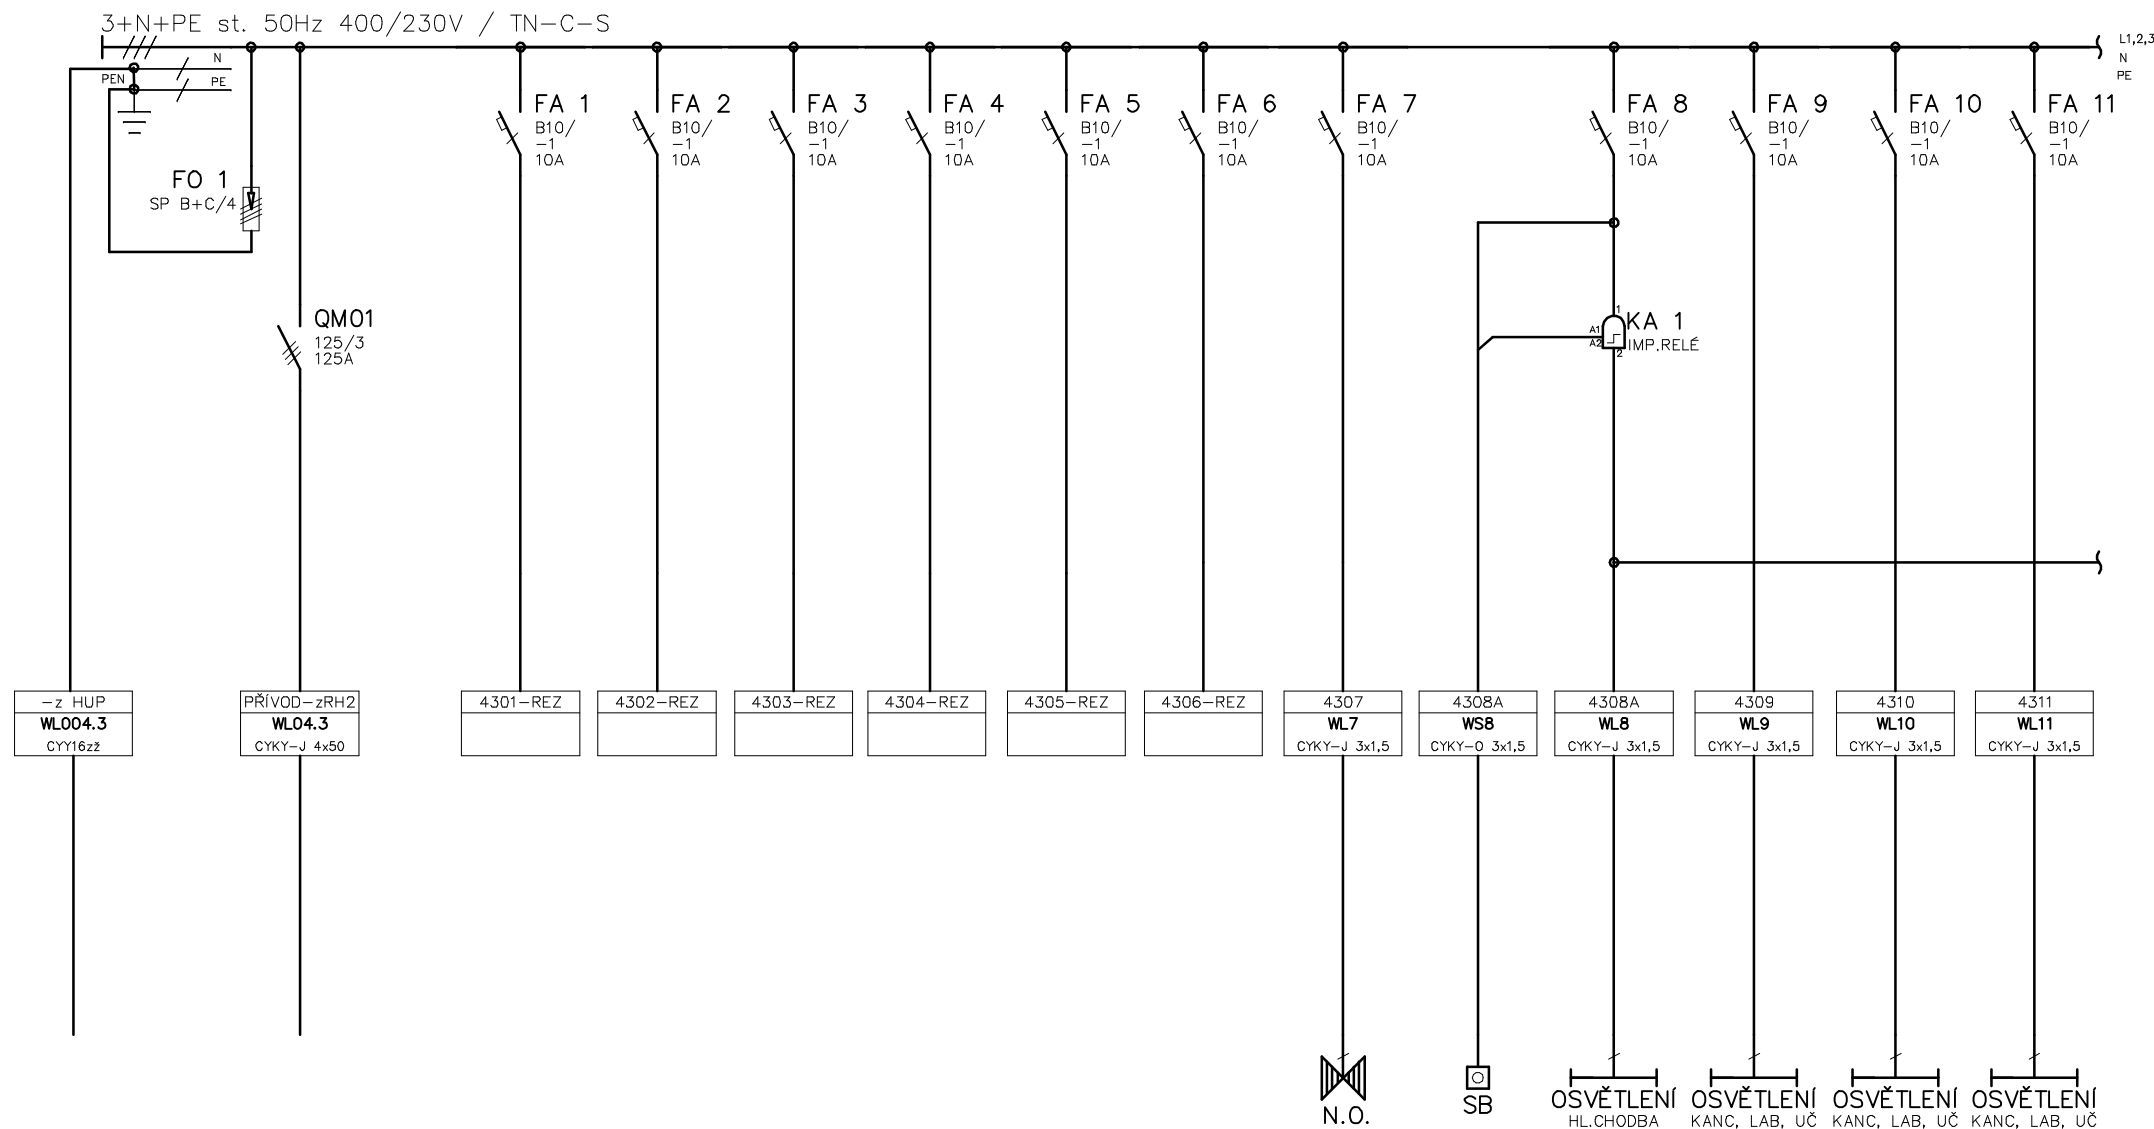 3+N+PE st. 50Hz 400/230V / TN-C-S
L1,2,3
N
PE
N
PEN
PE
FO 1
SP B+C/4
QM01
125/3
125A
FA 1
B10/
-1
10A
FA 2
B10/
-1
10A
FA 3
B10/
-1
10A
FA 4
B10/
-1
10A
FA 5
B10/
-1
10A
FA 6
B10/
-1
10A
FA 7
B10/
-1
10A
FA 8
B10/
-1
10A
FA 9
B10/
-1
10A
FA 10
B10/
-1
10A
FA 11
B10/
-1
10A
1
A1
A2
2
KA 1
IMP.RELÉ
-z HUP
WL004.3
CYY16zž
PŘÍVOD-zRH2
WL04.3
CYKY-J 4x50
4301-REZ
4302-REZ
4303-REZ
4304-REZ
4305-REZ
4306-REZ
4307
WL7
CYKY-J 3x1,5
4308A
WS8
CYKY-O 3x1,5
4308A
WL8
CYKY-J 3x1,5
4309
WL9
CYKY-J 3x1,5
4310
WL10
CYKY-J 3x1,5
4311
WL11
CYKY-J 3x1,5
N.O.
SB
OSVĚTLENÍ
HL.CHODBA
OSVĚTLENÍ
KANC, LAB, UČ
OSVĚTLENÍ
KANC, LAB, UČ
OSVĚTLENÍ
KANC, LAB, UČ